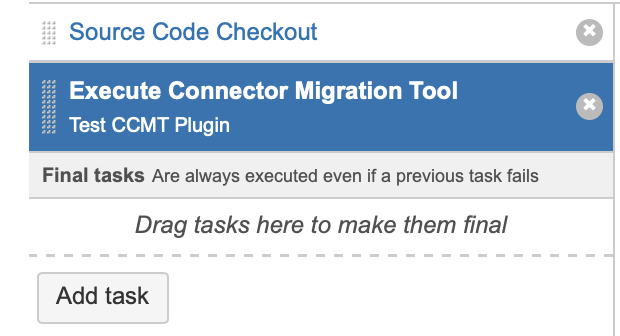 Source Code Checkout
Execute Connector Migration Tool
Test CCMT Plugin
Final tasks Are always executed even if a previous task fails
Drag tasks here to make them final
Add task